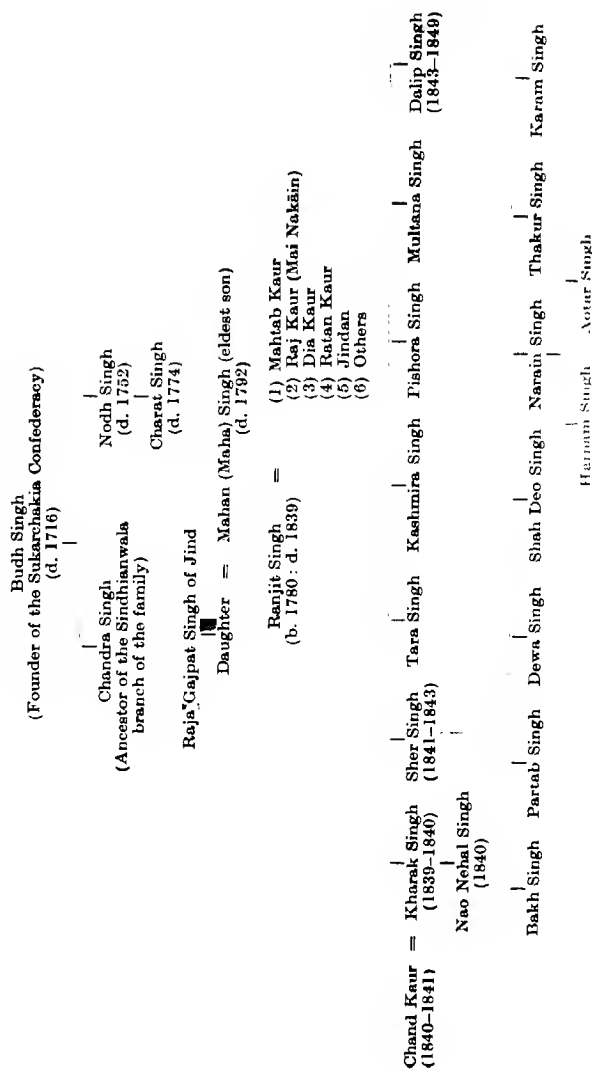 Budh Singh
(Founder of the Sukarchakia Confederacy)
(d. 1716)
Chandra Singh
(Ancestor of the Sindhianwala
branch of the family)
Nodh Singh
(d. 1752)
Charat Singh
(d. 1774)
Raja Gajpat Singh of Jind
Daughter = Mahan (Maha) Singh (eldest son)
(d. 1792)
Ranjit Singh =
(b. 1780 : d. 1839)
(1) Mahtab Kaur
(2) Raj Kaur (Mai Nakāin)
(3) Dia Kaur
(4) Ratan Kaur
(5) Jindan
(6) Others
Chand Kaur = Kharak Singh Sher Singh Tara Singh Kashmira Singh Pishora Singh Multana Singh Dalip Singh
(1840–1841) (1839–1840) (1841–1843) (1843–1849)
Nao Nehal Singh
(1840)
Bakh Singh Partab Singh Dewa Singh Shah Deo Singh Narain Singh Thakur Singh Karam Singh
Harnam Singh Singh